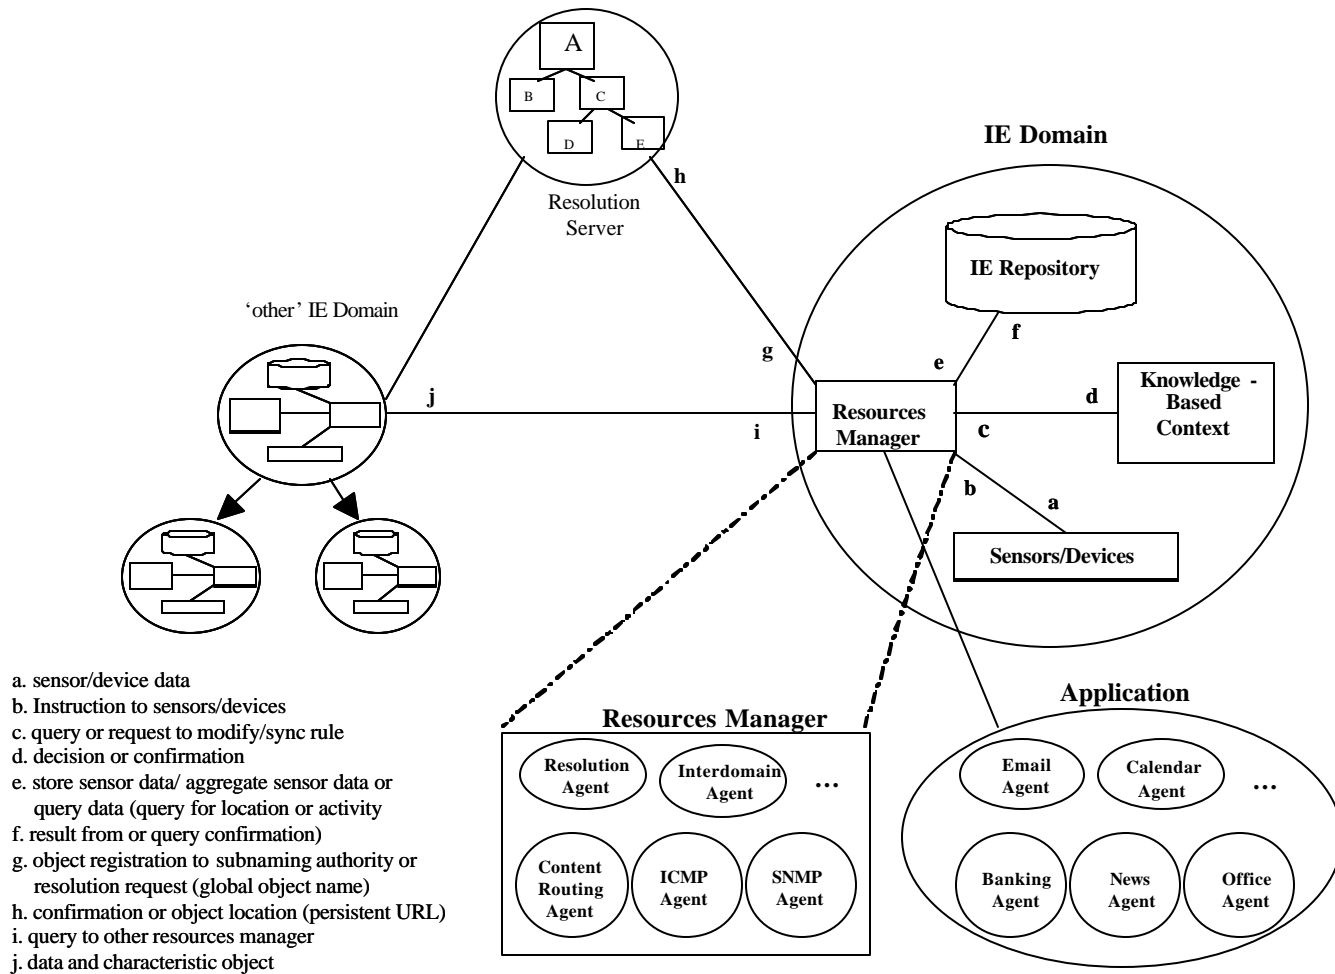 A
B
C
D
E
Resolution
Server
h
IE Domain
IE Repository
f
e
g
‘other’ IE Domain
j
i
Resources
Manager
d
c
Knowledge -
Based
Context
b
a
Sensors/Devices
a. sensor/device data
b. Instruction to sensors/devices
c. query or request to modify/sync rule
d. decision or confirmation
e. store sensor data/ aggregate sensor data or
query data (query for location or activity
f. result from or query confirmation)
g. object registration to subnaming authority or
resolution request (global object name)
h. confirmation or object location (persistent URL)
i. query to other resources manager
j. data and characteristic object
Resources Manager
Resolution
Agent
Interdomain
Agent
...
Content
Routing
Agent
ICMP
Agent
SNMP
Agent
Application
Email
Agent
Calendar
Agent
...
Banking
Agent
News
Agent
Office
Agent